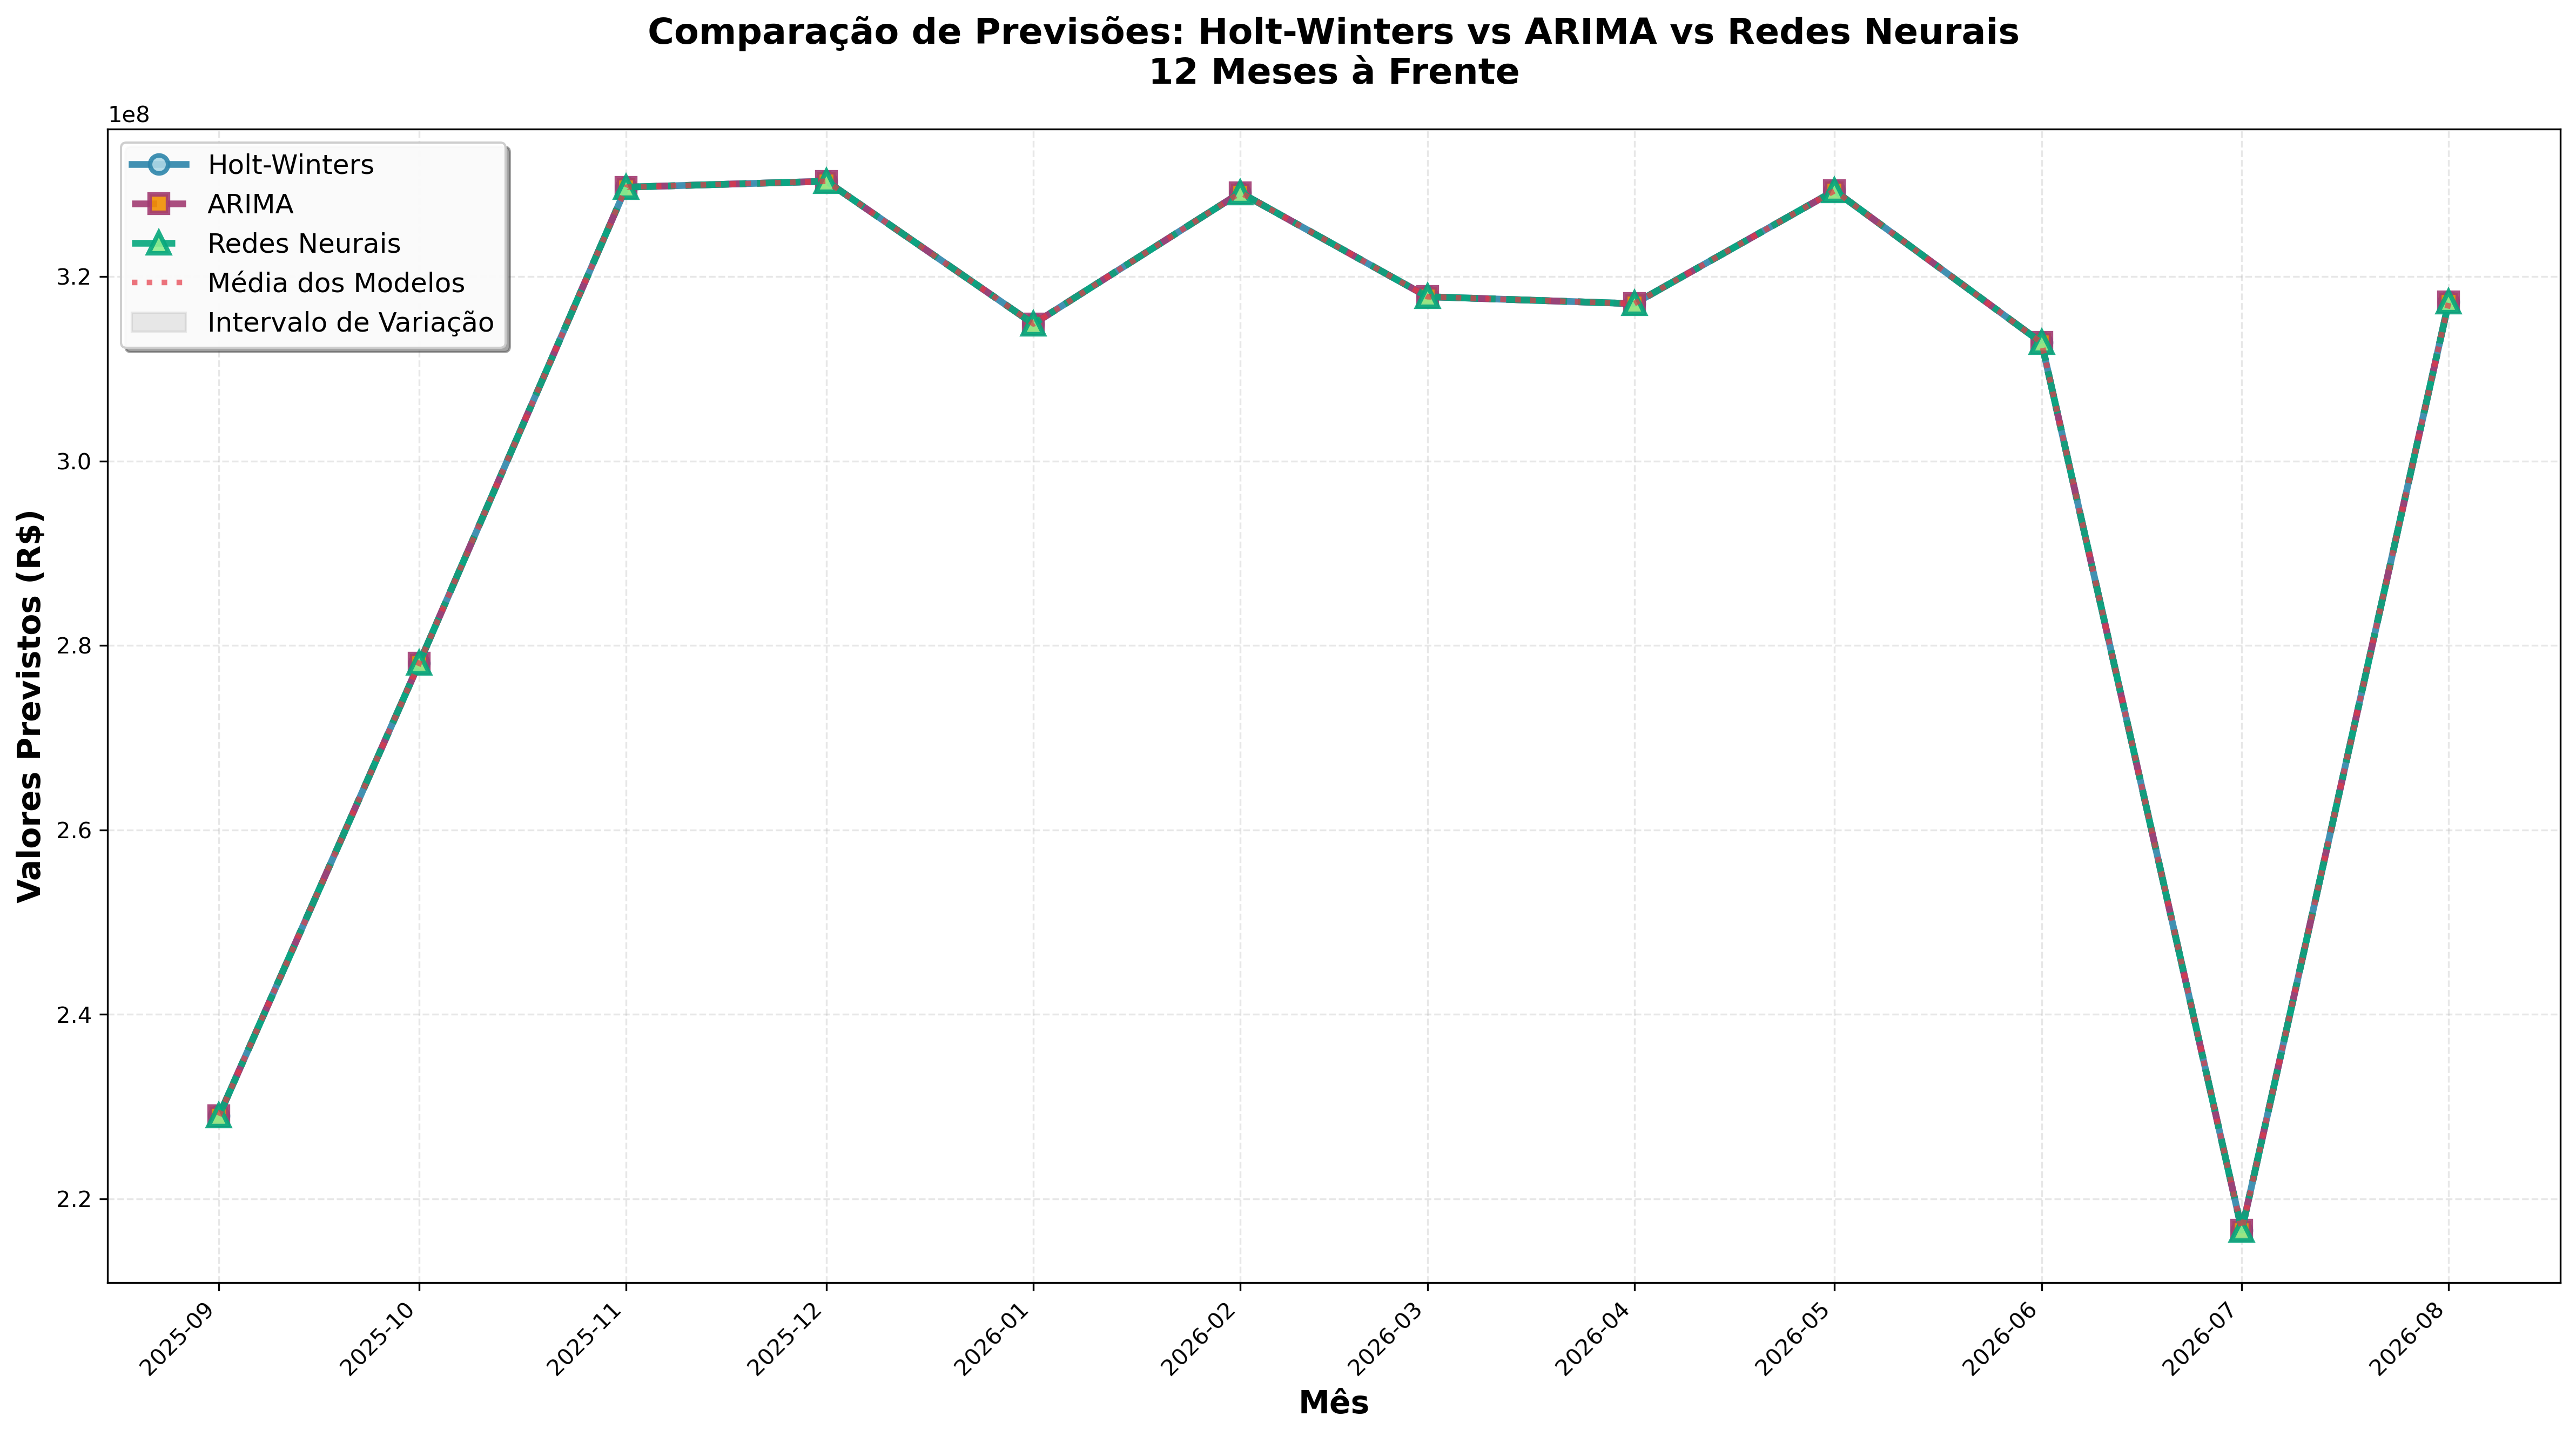 Comparação de Previsões: Holt-Winters vs ARIMA vs Redes Neurais
12 Meses à Frente
1e8
Holt-Winters
ARIMA
Redes Neurais
Média dos Modelos
Intervalo de Variação
3.2
3.0
2.8
2.6
2.4
2.2
Valores Previstos (R$)
2025-09
2025-10
2025-11
2025-12
2026-01
2026-02
2026-03
2026-04
2026-05
2026-06
2026-07
2026-08
Mês